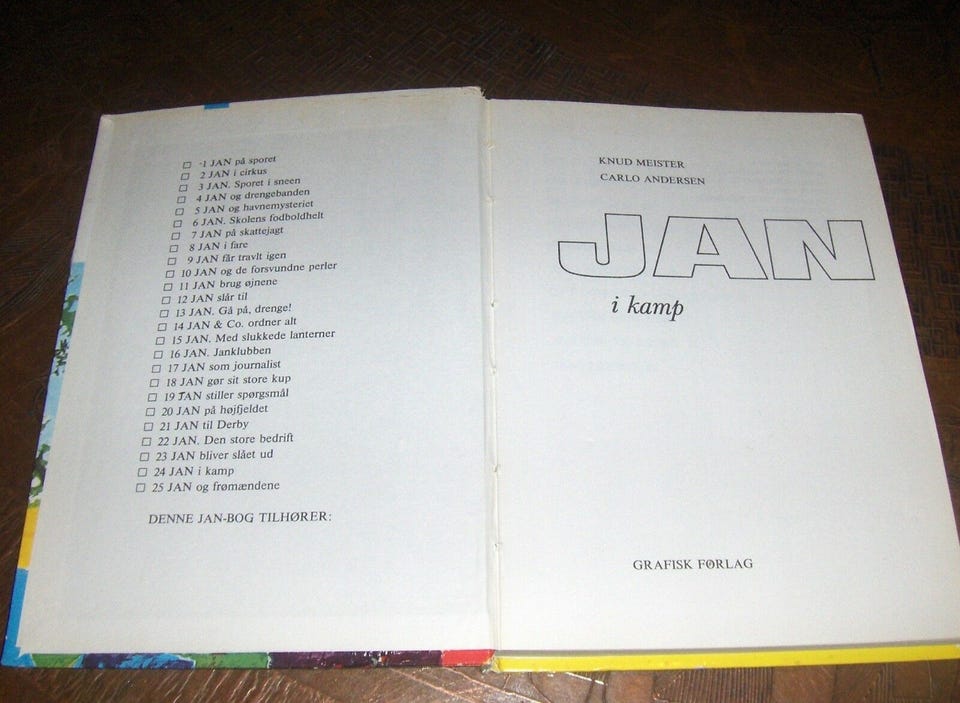 -1 JAN på sporet
2 JAN i cirkus
3 JAN. Sporet i sneen
4 JAN og drengebanden
5 JAN og havnemysteriet
6 JAN. Skolens fodboldhelt
7 JAN på skattejagt
8 JAN i fare
9 JAN får travlt igen
10 JAN og de forsvundne perler
11 JAN brug øjnene
12 JAN slår til
13 JAN. Gå på, drenge!
14 JAN & Co. ordner alt
15 JAN. Med slukkede lanterner
16 JAN. Janklubben
17 JAN som journalist
18 JAN gør sit store kup
19 JAN stiller spørgsmål
20 JAN på højfjeldet
21 JAN til Derby
22 JAN. Den store bedrift
23 JAN bliver slået ud
24 JAN i kamp
25 JAN og frømændene
DENNE JAN-BOG TILHØRER:
KNUD MEISTER
CARLO ANDERSEN
JAN
i kamp
GRAFISK FORLAG